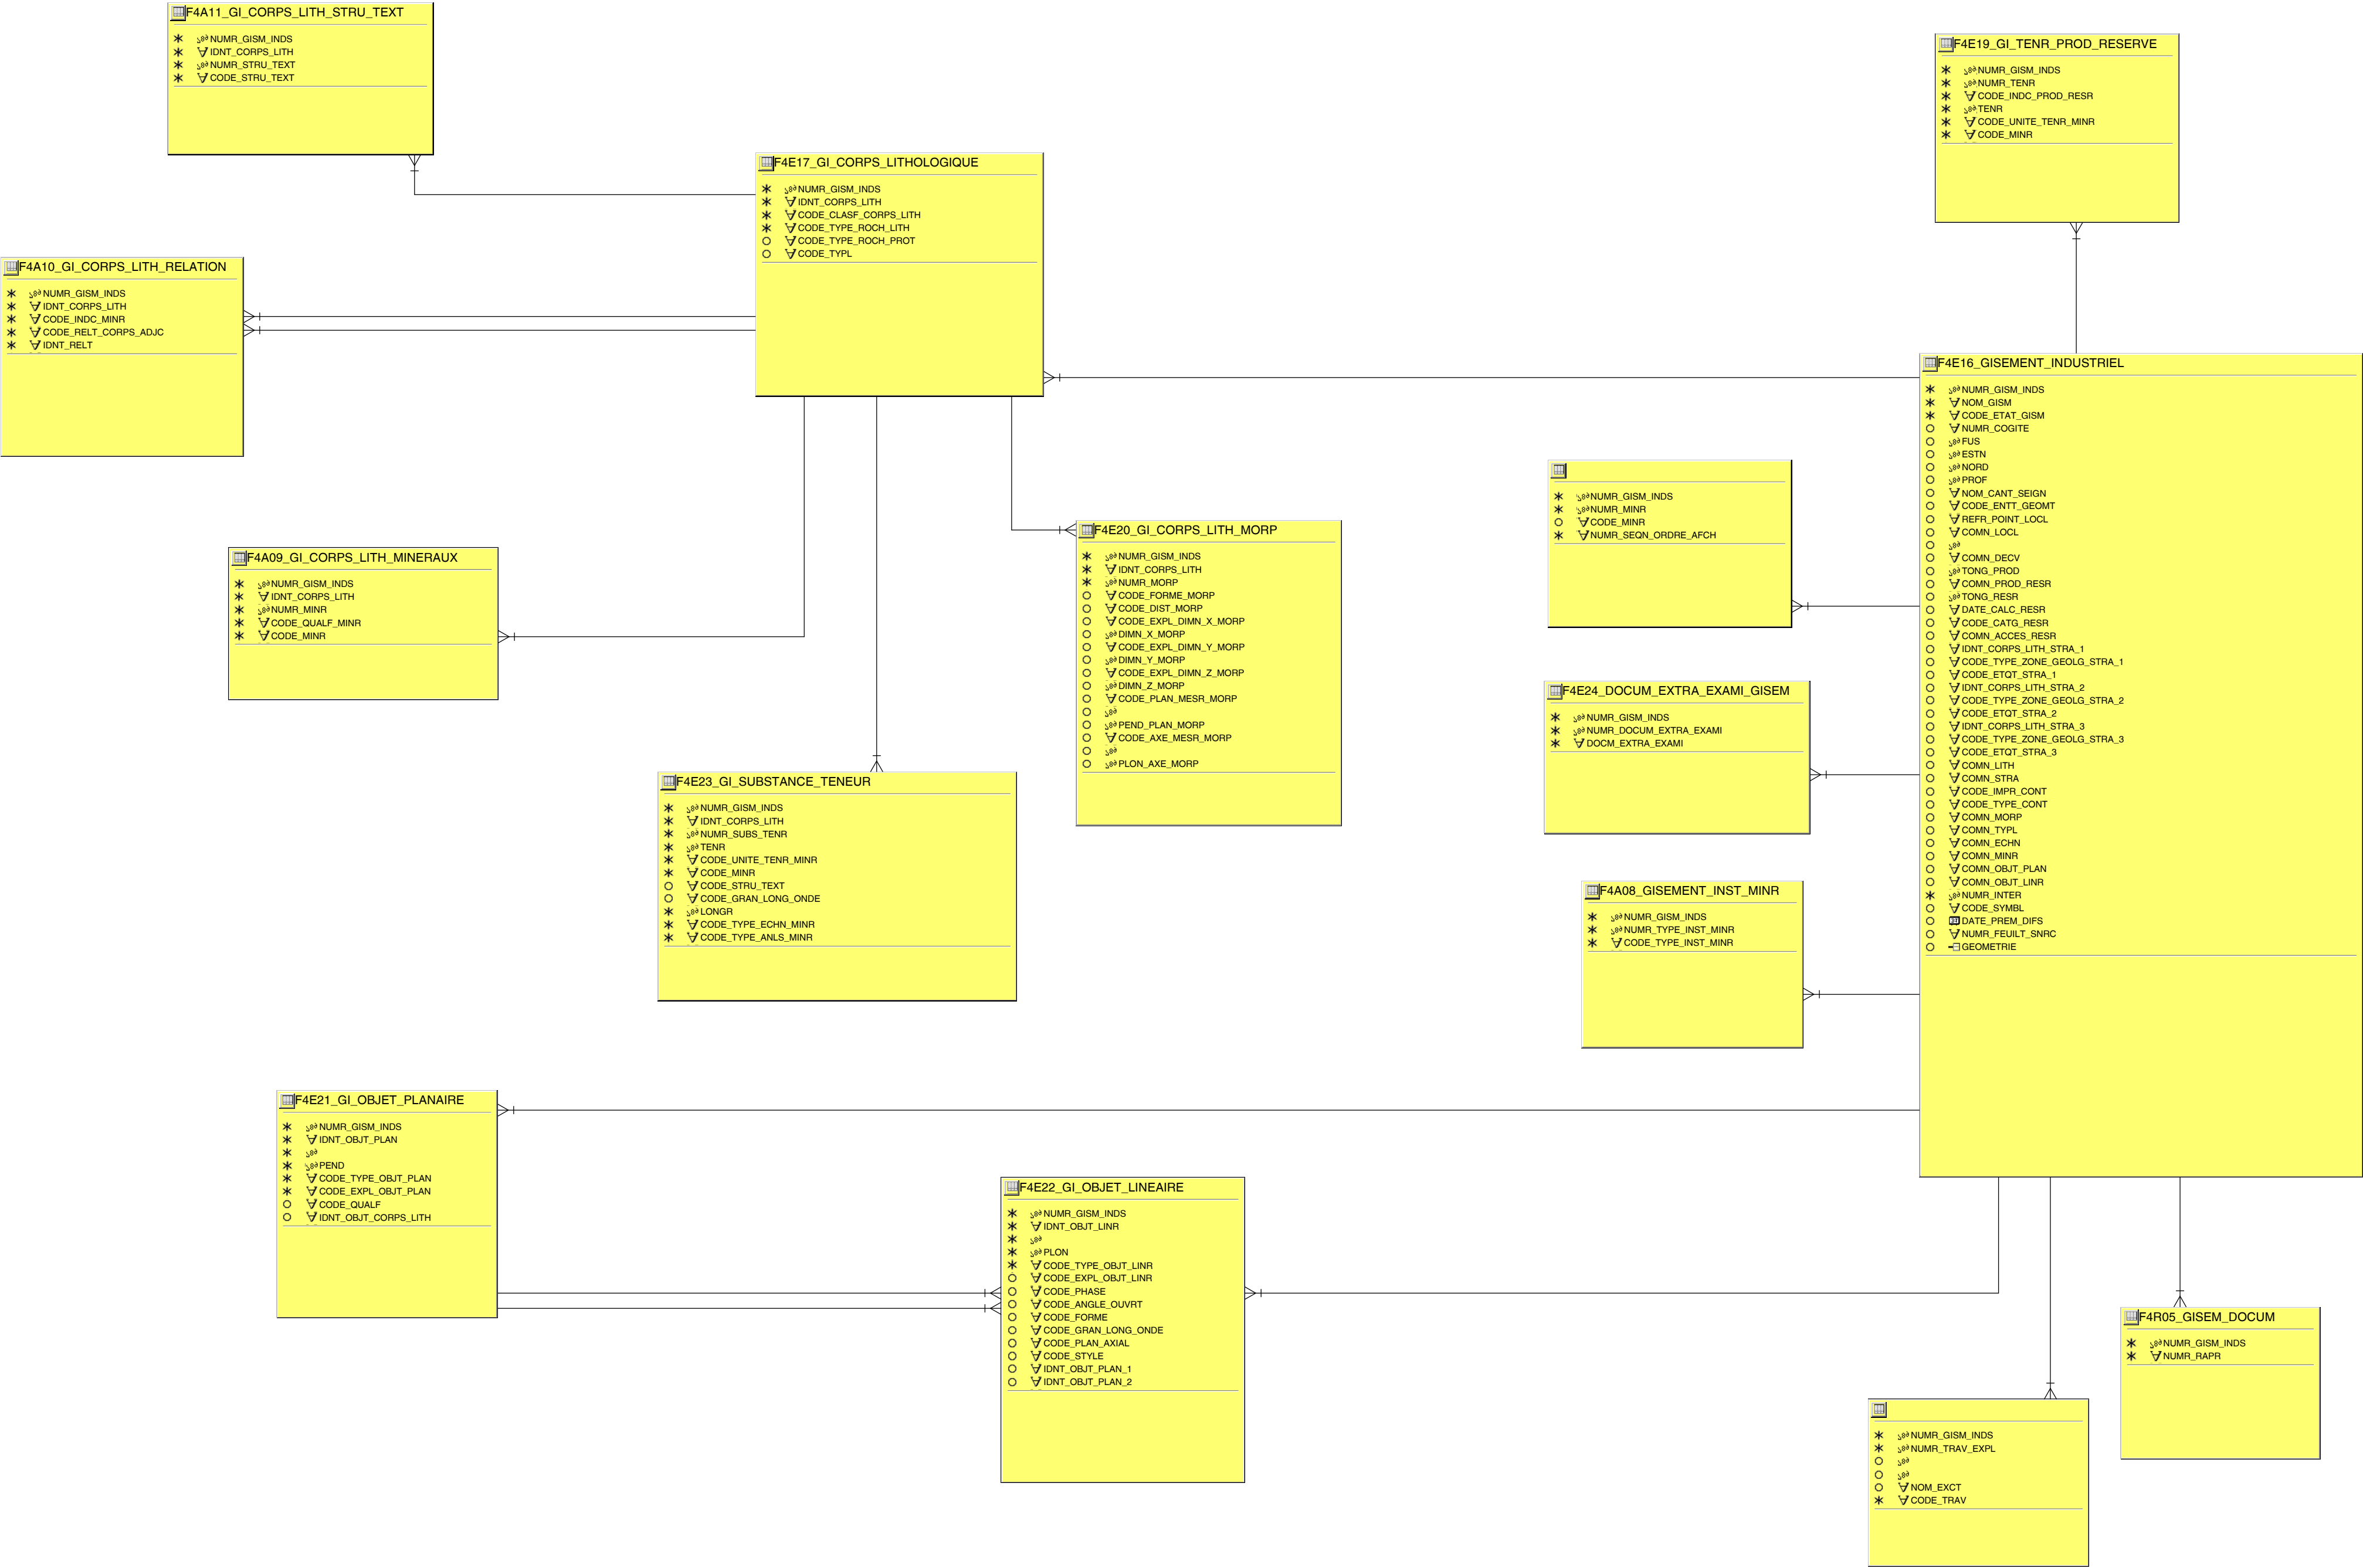 F4A11_GI_CORPS_LITH_STRU_TEXT
NUMR_GISM_INDS
IDNT_CORPS_LITH
NUMR_STRU_TEXT
CODE_STRU_TEXT
F4E19_GI_TENR_PROD_RESERVE
NUMR_GISM_INDS
NUMR_TENR
CODE_INDC_PROD_RESR
TENR
CODE_UNITE_TENR_MINR
CODE_MINR
F4E17_GI_CORPS_LITHOLOGIQUE
NUMR_GISM_INDS
IDNT_CORPS_LITH
CODE_CLASF_CORPS_LITH
CODE_TYPE_ROCH_LITH
CODE_TYPE_ROCH_PROT
CODE_TYPL
F4A10_GI_CORPS_LITH_RELATION
NUMR_GISM_INDS
IDNT_CORPS_LITH
CODE_INDC_MINR
CODE_RELT_CORPS_ADJC
IDNT_RELT
F4E16_GISEMENT_INDUSTRIEL
NUMR_GISM_INDS
NOM_GISM
CODE_ETAT_GISM
NUMR_COGITE
FUS
ESTN
NORD
PROF
NOM_CANT_SEIGN
CODE_ENTT_GEOMT
REFR_POINT_LOCL
COMN_LOCL
COMN_DECV
TONG_PROD
COMN_PROD_RESR
TONG_RESR
DATE_CALC_RESR
CODE_CATG_RESR
COMN_ACCES_RESR
IDNT_CORPS_LITH_STRA_1
CODE_TYPE_ZONE_GEOLG_STRA_1
CODE_ETQT_STRA_1
IDNT_CORPS_LITH_STRA_2
CODE_TYPE_ZONE_GEOLG_STRA_2
CODE_ETQT_STRA_2
IDNT_CORPS_LITH_STRA_3
CODE_TYPE_ZONE_GEOLG_STRA_3
CODE_ETQT_STRA_3
COMN_LITH
COMN_STRA
CODE_IMPR_CONT
CODE_TYPE_CONT
COMN_MORP
COMN_TYPL
COMN_ECHN
COMN_MINR
COMN_OBJT_PLAN
COMN_OBJT_LINR
NUMR_INTER
CODE_SYMBL
DATE_PREM_DIFS
NUMR_FEUILT_SNRC
GEOMETRIE
NUMR_GISM_INDS
NUMR_MINR
CODE_MINR
NUMR_SEQN_ORDRE_AFCH
F4E20_GI_CORPS_LITH_MORP
NUMR_GISM_INDS
IDNT_CORPS_LITH
NUMR_MORP
CODE_FORME_MORP
CODE_DIST_MORP
CODE_EXPL_DIMN_X_MORP
DIMN_X_MORP
CODE_EXPL_DIMN_Y_MORP
DIMN_Y_MORP
CODE_EXPL_DIMN_Z_MORP
DIMN_Z_MORP
CODE_PLAN_MESR_MORP
PEND_PLAN_MORP
CODE_AXE_MESR_MORP
PLON_AXE_MORP
F4A09_GI_CORPS_LITH_MINERAUX
NUMR_GISM_INDS
IDNT_CORPS_LITH
NUMR_MINR
CODE_QUALF_MINR
CODE_MINR
F4E24_DOCUM_EXTRA_EXAMI_GISEM
NUMR_GISM_INDS
NUMR_DOCUM_EXTRA_EXAMI
DOCM_EXTRA_EXAMI
F4E23_GI_SUBSTANCE_TENEUR
NUMR_GISM_INDS
IDNT_CORPS_LITH
NUMR_SUBS_TENR
TENR
CODE_UNITE_TENR_MINR
CODE_MINR
CODE_STRU_TEXT
CODE_GRAN_LONG_ONDE
LONGR
CODE_TYPE_ECHN_MINR
CODE_TYPE_ANLS_MINR
F4A08_GISEMENT_INST_MINR
NUMR_GISM_INDS
NUMR_TYPE_INST_MINR
CODE_TYPE_INST_MINR
F4E21_GI_OBJET_PLANAIRE
NUMR_GISM_INDS
IDNT_OBJT_PLAN
PEND
CODE_TYPE_OBJT_PLAN
CODE_EXPL_OBJT_PLAN
CODE_QUALF
IDNT_OBJT_CORPS_LITH
F4E22_GI_OBJET_LINEAIRE
NUMR_GISM_INDS
IDNT_OBJT_LINR
PLON
CODE_TYPE_OBJT_LINR
CODE_EXPL_OBJT_LINR
CODE_PHASE
CODE_ANGLE_OUVRT
CODE_FORME
CODE_GRAN_LONG_ONDE
CODE_PLAN_AXIAL
CODE_STYLE
IDNT_OBJT_PLAN_1
IDNT_OBJT_PLAN_2
F4R05_GISEM_DOCUM
NUMR_GISM_INDS
NUMR_RAPR
NUMR_GISM_INDS
NUMR_TRAV_EXPL
NOM_EXCT
CODE_TRAV